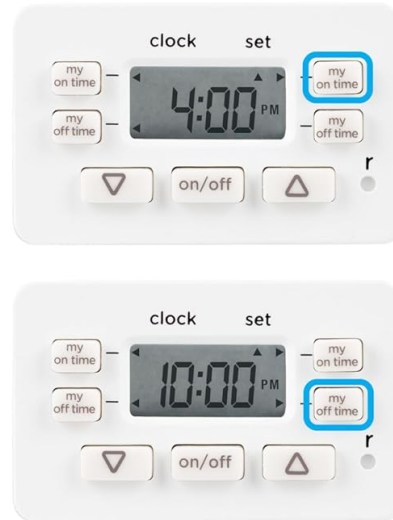 clock set
my
on time
4:00 PM
my
on time
my
off time
my
off time
on/off
r
clock set
my
on time
10:00 PM
my
on time
my
off time
my
off time
on/off
r